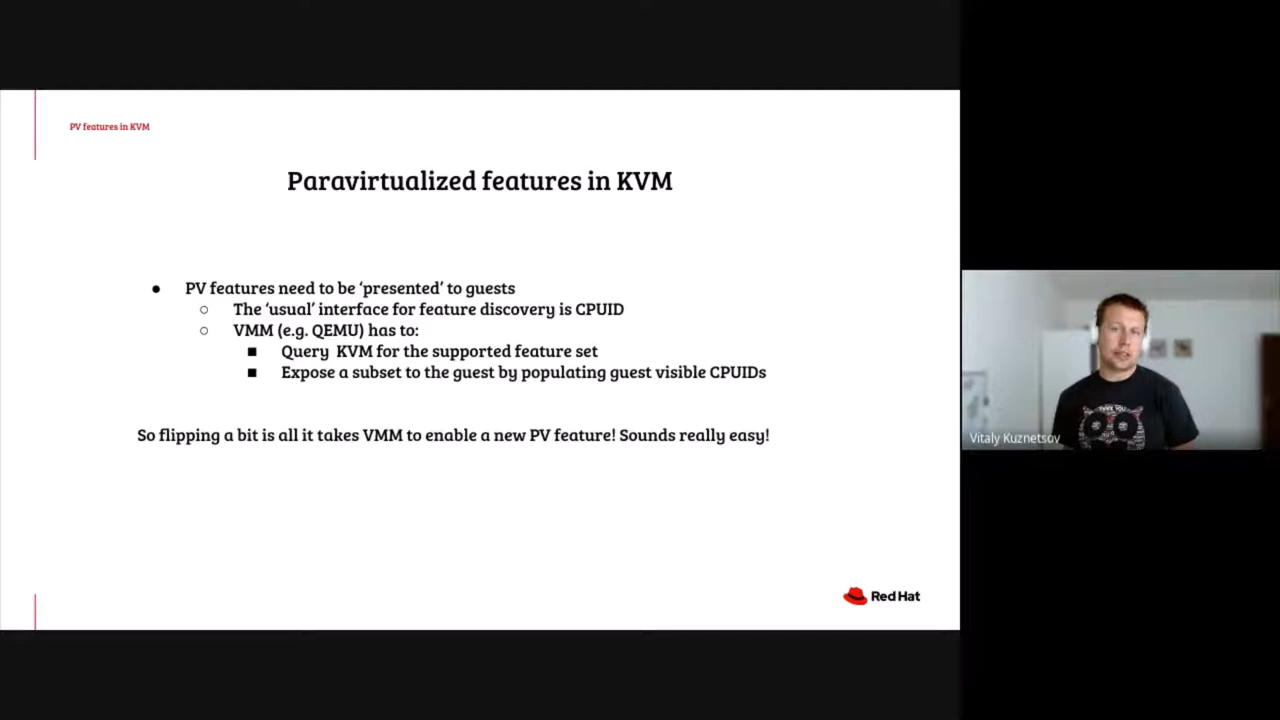 PV features in KVM
Paravirtualized features in KVM
● PV features need to be ‘presented’ to guests
○ The ‘usual’ interface for feature discovery is CPUID
○ VMM (e.g. QEMU) has to:
■ Query KVM for the supported feature set
■ Expose a subset to the guest by populating guest visible CPUIDs
So flipping a bit is all it takes VMM to enable a new PV feature! Sounds really easy!
Red Hat
THANK YOU
Vitaly Kuznetsov